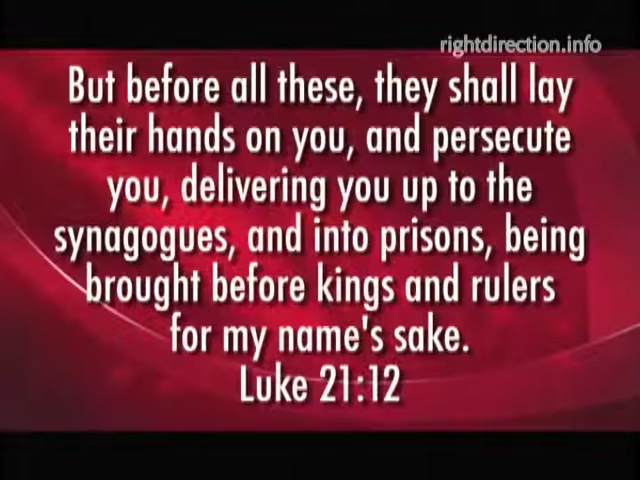 rightdirection.info
But before all these, they shall lay
their hands on you, and persecute
you, delivering you up to the
synagogues, and into prisons, being
brought before kings and rulers
for my name's sake.
Luke 21:12